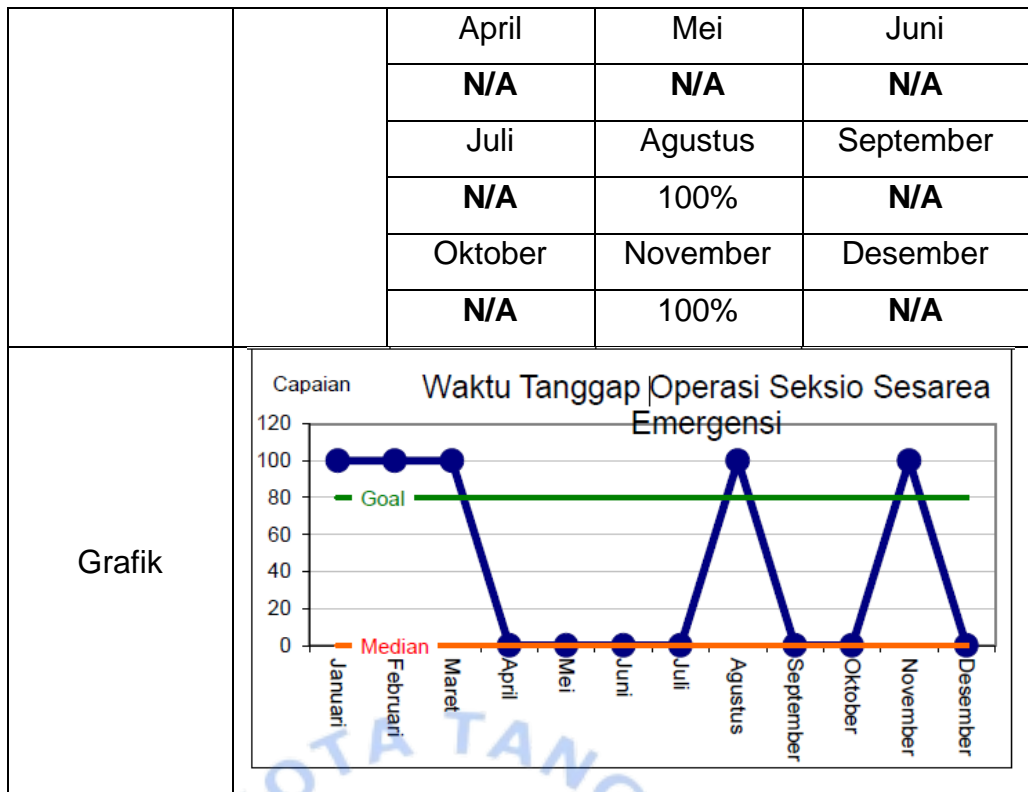 April Mei Juni
N/A N/A N/A
Juli Agustus September
N/A 100% N/A
Oktober November Desember
N/A 100% N/A
Grafik
Capaian
Waktu Tanggap Operasi Seksio Sesarea
Emergensi
120
100
80
60
40
20
0
Goal
Median
Januari
Februari
Maret
April
Mei
Juni
Juli
Agustus
September
Oktober
November
Desember
OTA TANG